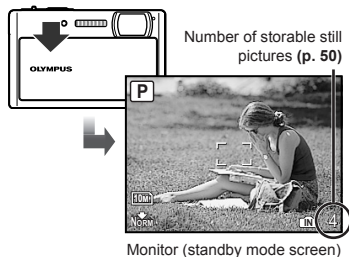 Number of storable still
pictures (p. 50)
OLYMPUS
P
10M
NORM
IN 4
Monitor (standby mode screen)